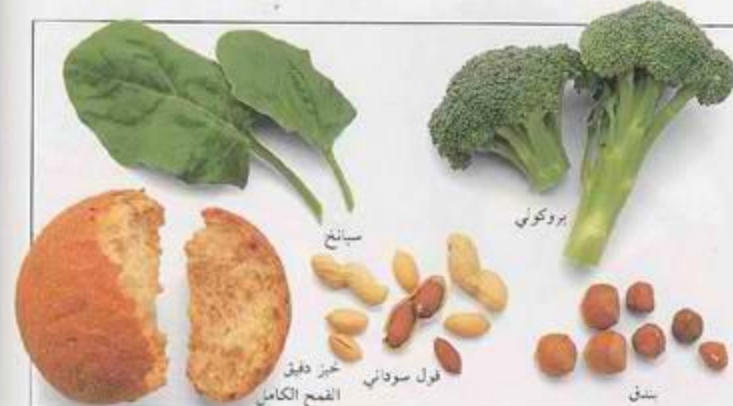 بروكولي
سبانخ
خبز دقيق
القمح الكامل
فول سوداني
بندق